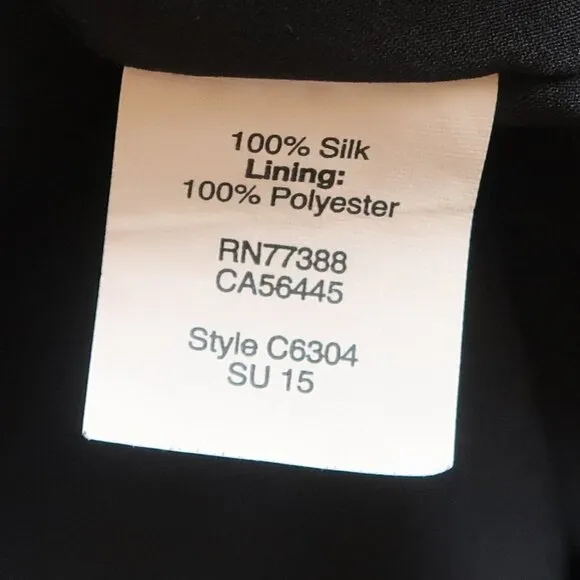 100% Silk
Lining:
100% Polyester
RN77388
CA56445
Style C6304
SU 15